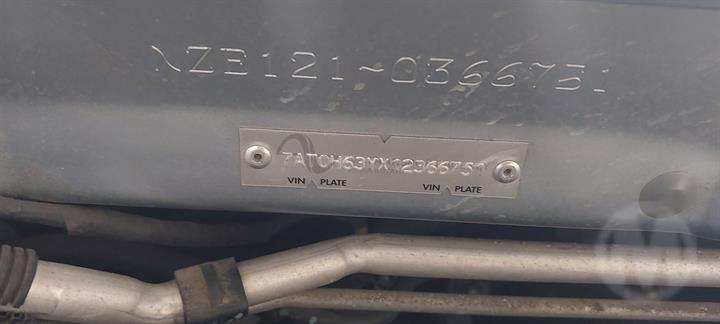 NZE121-0366751
7AT0H63YX12366751
VIN PLATE VIN PLATE